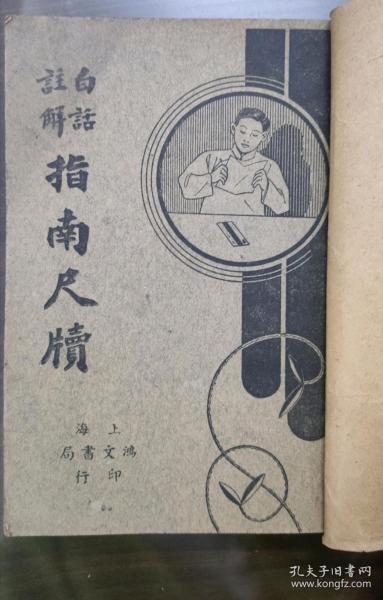 白話
註解
指南尺牘
上海
鴻文書局
印行
孔夫子旧书网
www.kongfz.com